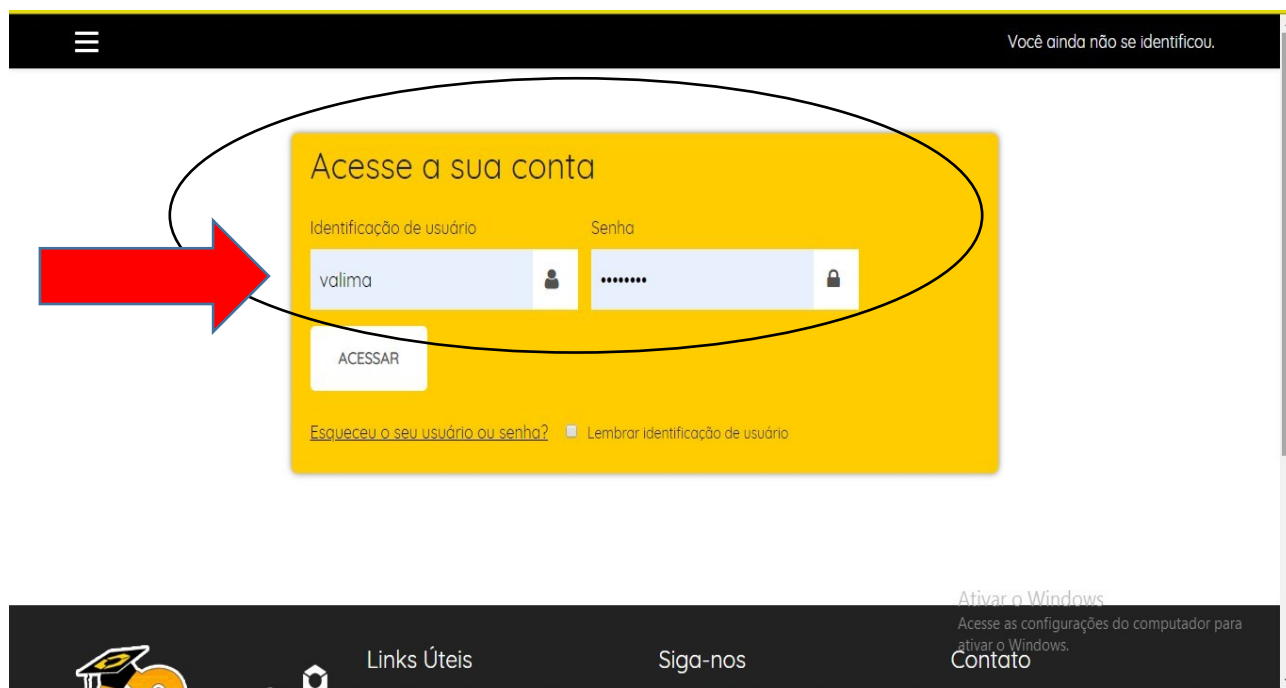 Você ainda não se identificou.
Acesse a sua conta
Identificação de usuário Senha
valima ••••••••
ACESSAR
Esqueceu o seu usuário ou senha? Lembrar identificação de usuário
Ativar o Windows
Acesse as configurações do computador para
ativar o Windows.
Links Úteis Siga-nos Contato